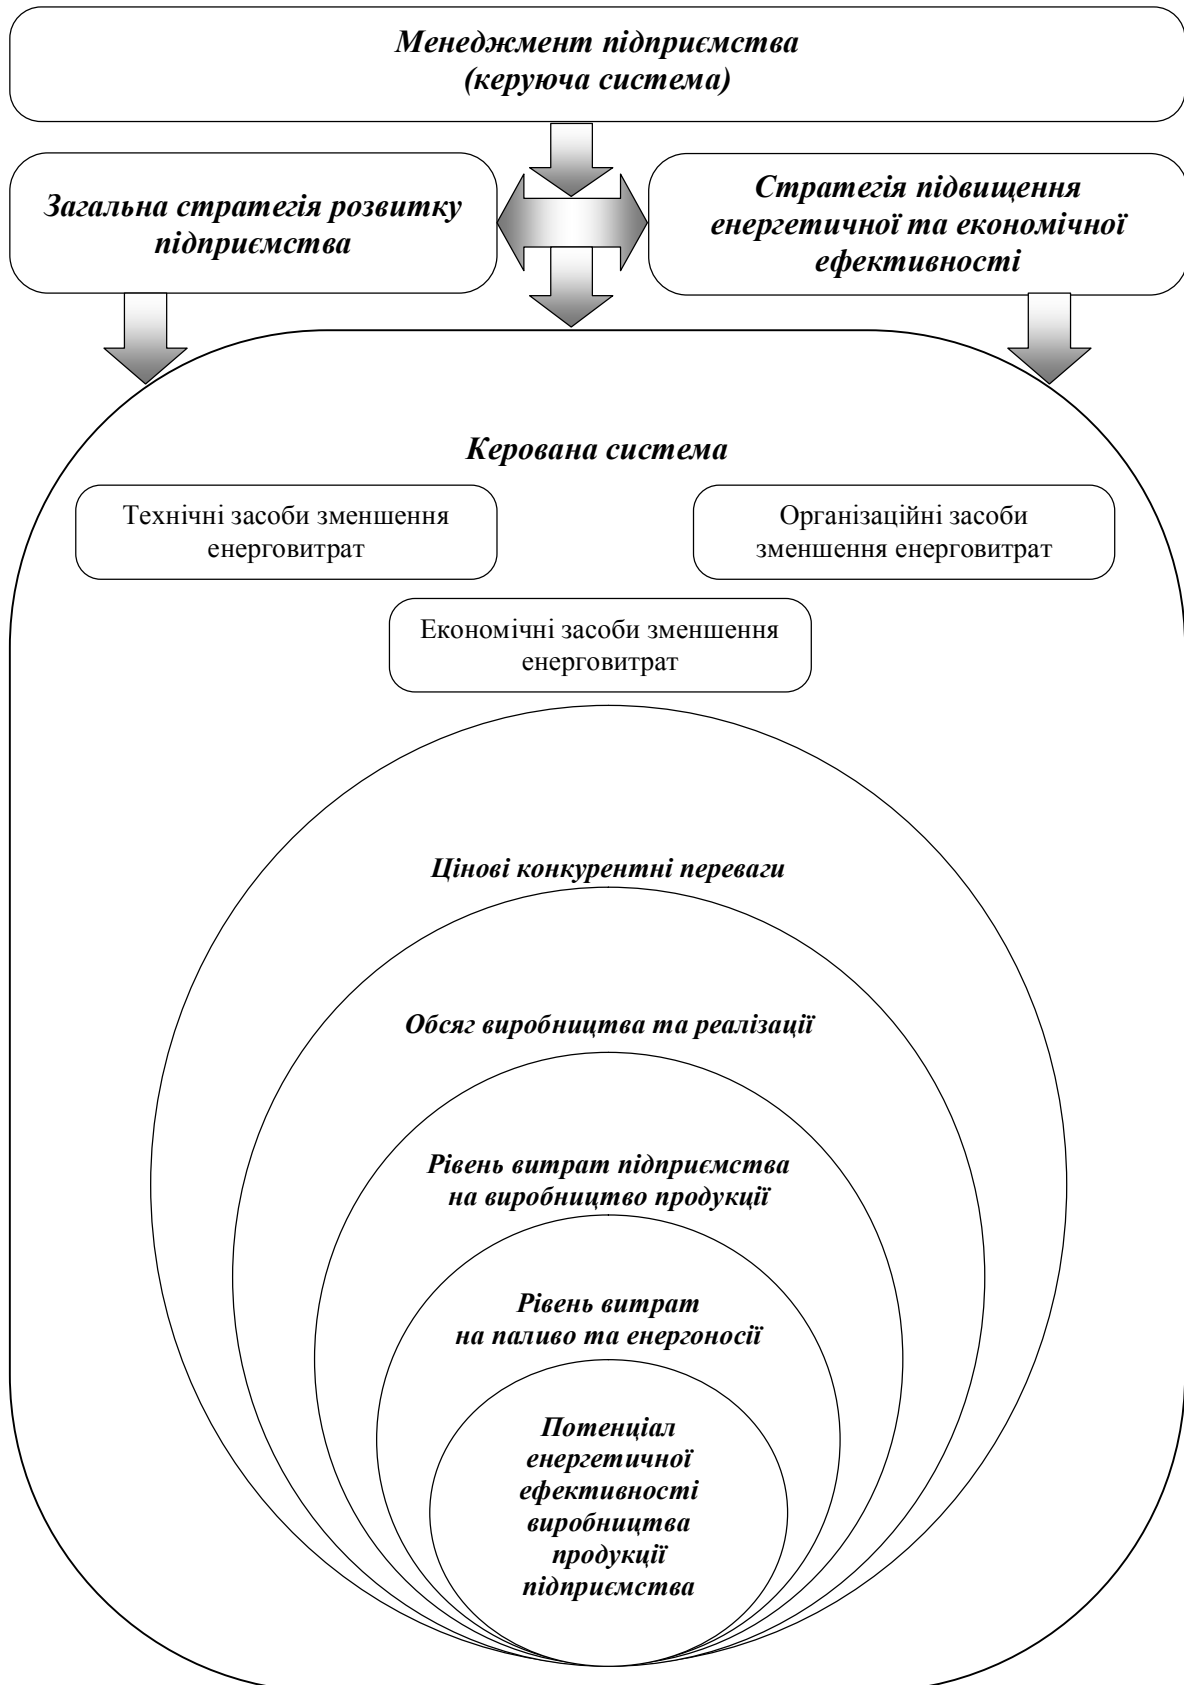 Менеджмент підприємства
(керуюча система)
Загальна стратегія розвитку
підприємства
Стратегія підвищення
енергетичної та економічної
ефективності
Керована система
Технічні засоби зменшення
енерговитрат
Організаційні засоби
зменшення енерговитрат
Економічні засоби зменшення
енерговитрат
Цінові конкурентні переваги
Обсяг виробництва та реалізації
Рівень витрат підприємства
на виробництво продукції
Рівень витрат
на паливо та енергоносії
Потенціал
енергетичної
ефективності
виробництва
продукції
підприємства